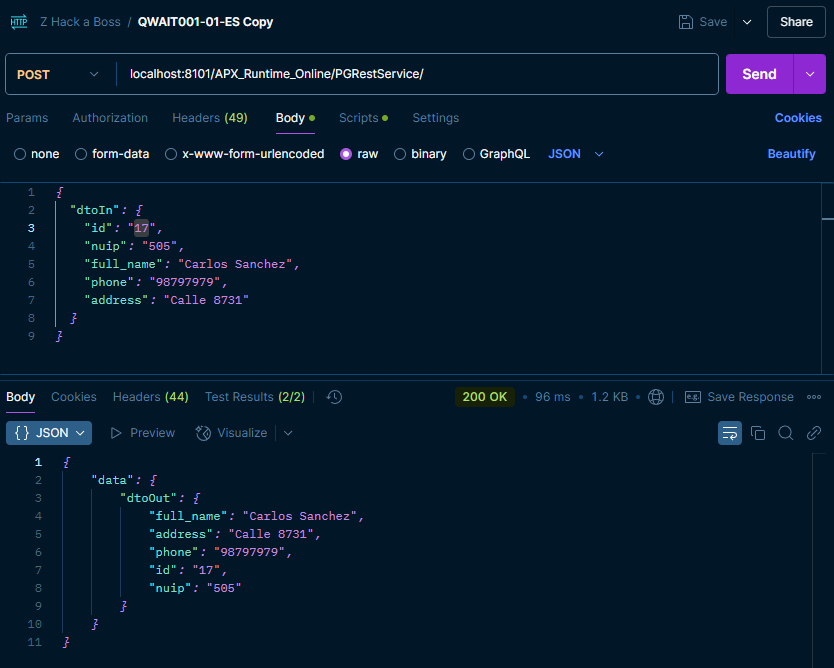 HTTP Z Hack a Boss / QWAIT001-01-ES Copy Save Share
POST localhost:8101/APX_Runtime_Online/PGRestService/ Send
Params Authorization Headers (49) Body Scripts Settings Cookies
none form-data x-www-form-urlencoded raw binary GraphQL JSON Beautify
1 {
2 "dtoIn": {
3 "id": "17",
4 "nuip": "505",
5 "full_name": "Carlos Sanchez",
6 "phone": "98797979",
7 "address": "Calle 8731"
8 }
9 }
Body Cookies Headers (44) Test Results (2/2) 200 OK • 96 ms • 1.2 KB • e.g. Save Response
{} JSON Preview Visualize
1 {
2 "data": {
3 "dtoOut": {
4 "full_name": "Carlos Sanchez",
5 "address": "Calle 8731",
6 "phone": "98797979",
7 "id": "17",
8 "nuip": "505"
9 }
10 }
11 }